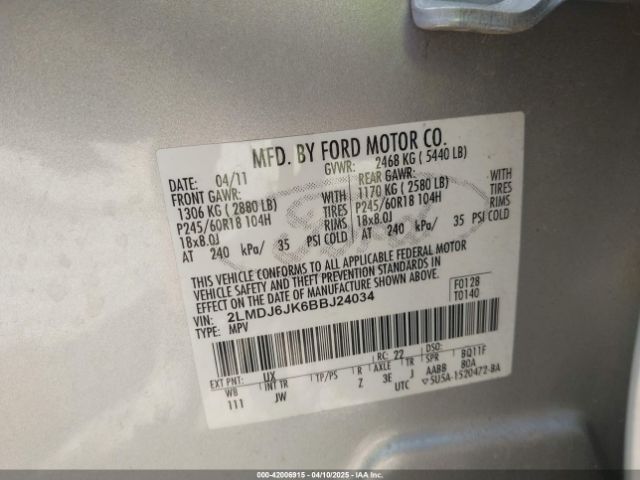 MFD. BY FORD MOTOR CO.
DATE: 04/11 GVWR: 2468 KG ( 5440 LB)
FRONT GAWR: REAR GAWR:
1306 KG ( 2880 LB) WITH 1170 KG ( 2580 LB) WITH
P245/60R18 104H TIRES P245/60R18 104H TIRES
18x8.0J RIMS 18x8.0J RIMS
AT 240 kPa/ 35 PSI COLD AT 240 kPa/ 35 PSI COLD
Ford
THIS VEHICLE CONFORMS TO ALL APPLICABLE FEDERAL MOTOR
VEHICLE SAFETY AND THEFT PREVENTION STANDARDS IN
EFFECT ON THE DATE OF MANUFACTURE SHOWN ABOVE.
VIN: 2LMDJ6JK6BBJ24034 F0128
TYPE: MPV T0140
EXT PNT: UX RC: 22 DSO:
WB INT TR TP/PS R AXLE TR SPR BQ11F
111 JW Z 3E J AABB 80A
UTC ▽5U5A-1520472-BA
000-42006915 - 04/10/2025 - IAAI.COM